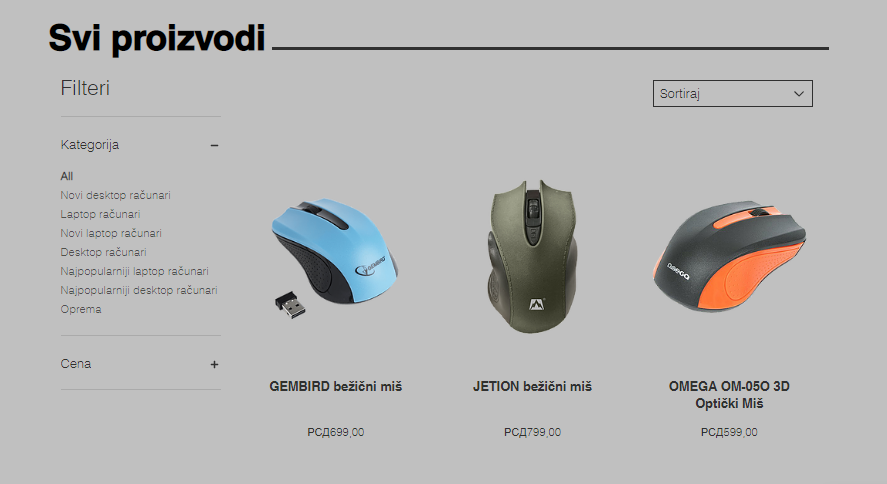 Svi proizvodi
Filteri
Sortiraj
Kategorija
All
Novi desktop računari
Laptop računari
Novi laptop računari
Desktop računari
Najpopularniji laptop računari
Najpopularniji desktop računari
Oprema
Cena
GEMBIRD
GEMBIRD bežični miš
РСД699,00
JETION bežični miš
РСД799,00
OMEGA
OMEGA OM-05O 3D
Optički Miš
РСД599,00